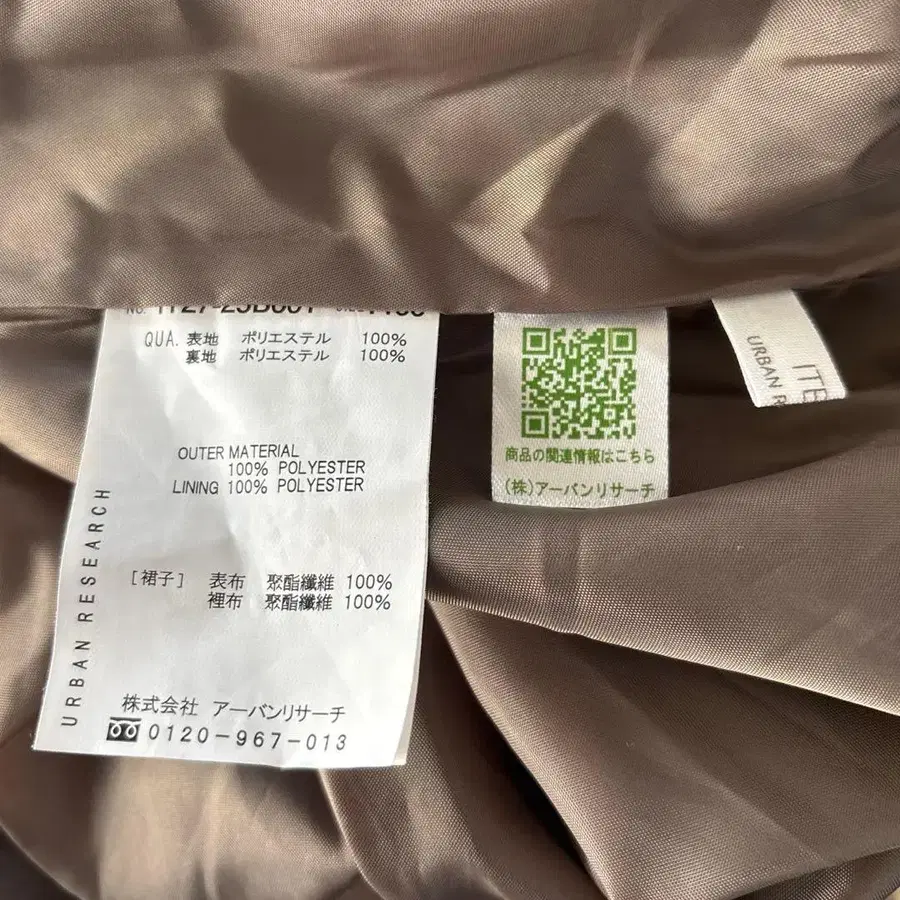 QUA. 表地 ポリエステル 100%
裏地 ポリエステル 100%
OUTER MATERIAL
100% POLYESTER
LINING 100% POLYESTER
[裙子] 表布 聚酯纖維 100%
裡布 聚酯纖維 100%
URBAN RESEARCH
株式会社 アーバンリサーチ
0120-967-013
商品の関連情報はこちら
(株)アーバンリサーチ
URBAN